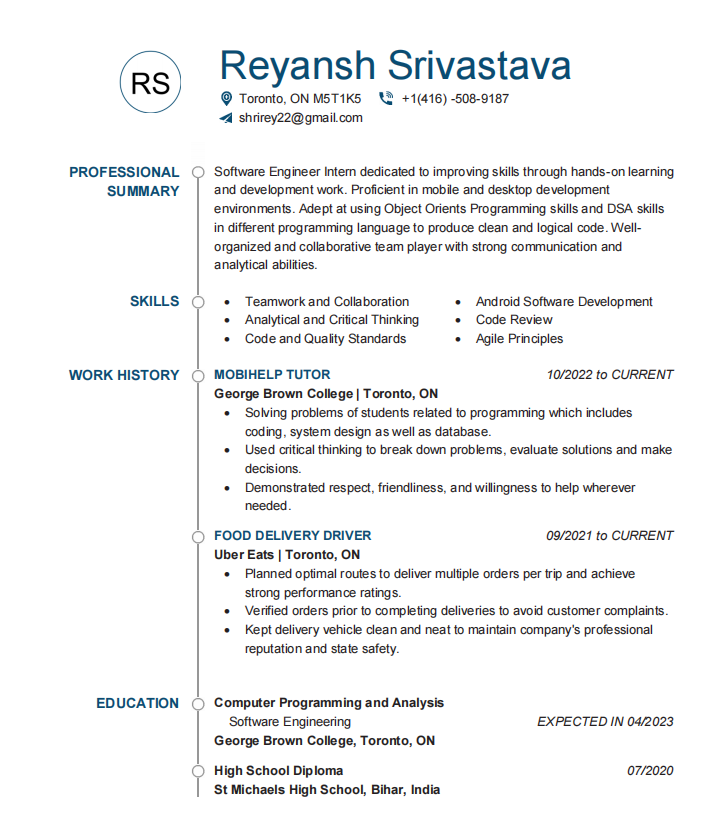 RS
Reyansh Srivastava
Toronto, ON M5T1K5 +1(416) -508-9187
shrirey22@gmail.com
PROFESSIONAL
SUMMARY
Software Engineer Intern dedicated to improving skills through hands-on learning
and development work. Proficient in mobile and desktop development
environments. Adept at using Object Orients Programming skills and DSA skills
in different programming language to produce clean and logical code. Well-
organized and collaborative team player with strong communication and
analytical abilities.
SKILLS
• Teamwork and Collaboration
• Analytical and Critical Thinking
• Code and Quality Standards
• Android Software Development
• Code Review
• Agile Principles
WORK HISTORY
MOBIHELP TUTOR 10/2022 to CURRENT
George Brown College | Toronto, ON
• Solving problems of students related to programming which includes
coding, system design as well as database.
• Used critical thinking to break down problems, evaluate solutions and make
decisions.
• Demonstrated respect, friendliness, and willingness to help wherever
needed.
FOOD DELIVERY DRIVER 09/2021 to CURRENT
Uber Eats | Toronto, ON
• Planned optimal routes to deliver multiple orders per trip and achieve
strong performance ratings.
• Verified orders prior to completing deliveries to avoid customer complaints.
• Kept delivery vehicle clean and neat to maintain company's professional
reputation and state safety.
EDUCATION
Computer Programming and Analysis
Software Engineering EXPECTED IN 04/2023
George Brown College, Toronto, ON
High School Diploma 07/2020
St Michaels High School, Bihar, India